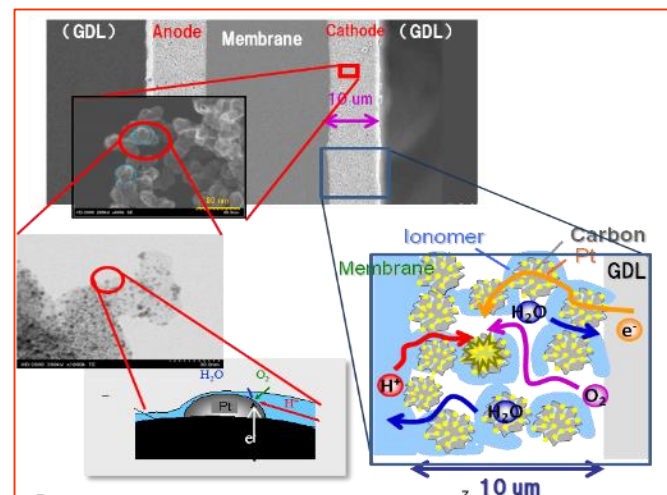 (GDL) Anode Membrane Cathode (GDL)
10 um
Ionomer Carbon
Pt
Membrane GDL
H₂O
e⁻
H₂O O₂
H⁺
Pt
e
H⁺
O₂
H₂O
10 um